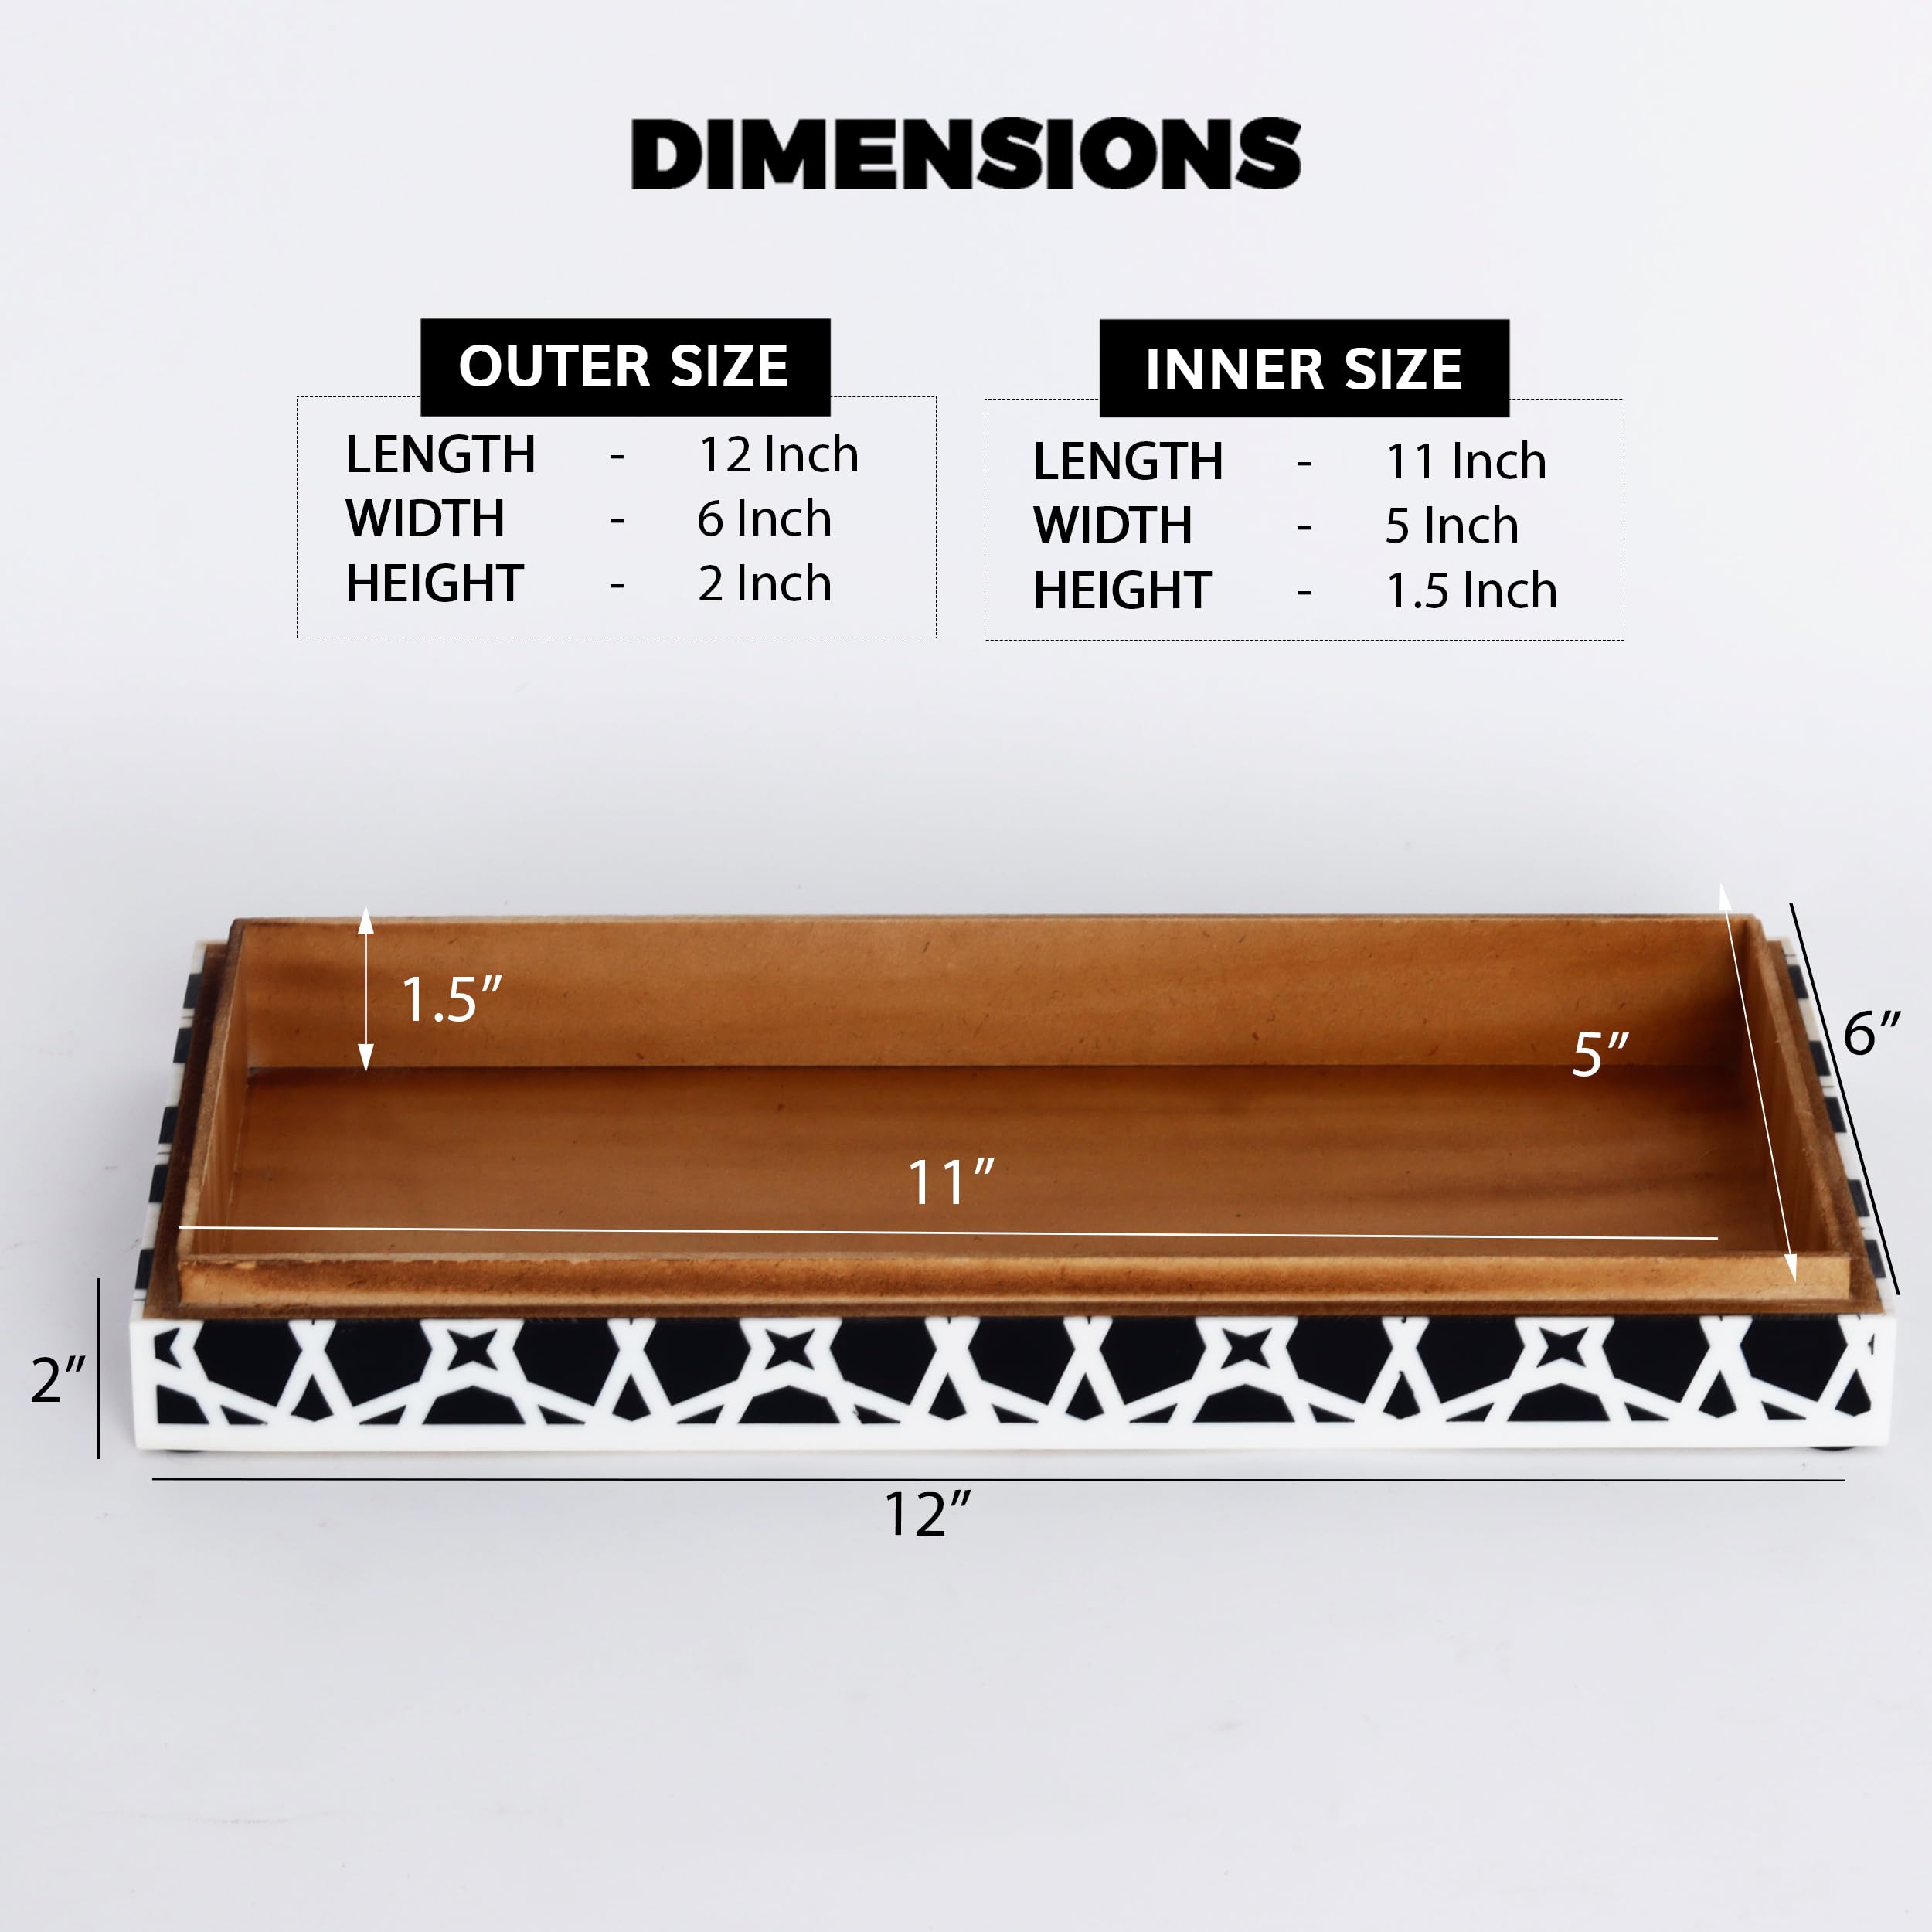 DIMENSIONS
OUTER SIZE
LENGTH - 12 Inch
WIDTH - 6 Inch
HEIGHT - 2 Inch
INNER SIZE
LENGTH - 11 Inch
WIDTH - 5 Inch
HEIGHT - 1.5 Inch
1.5”
5”
6”
11”
2”
12”